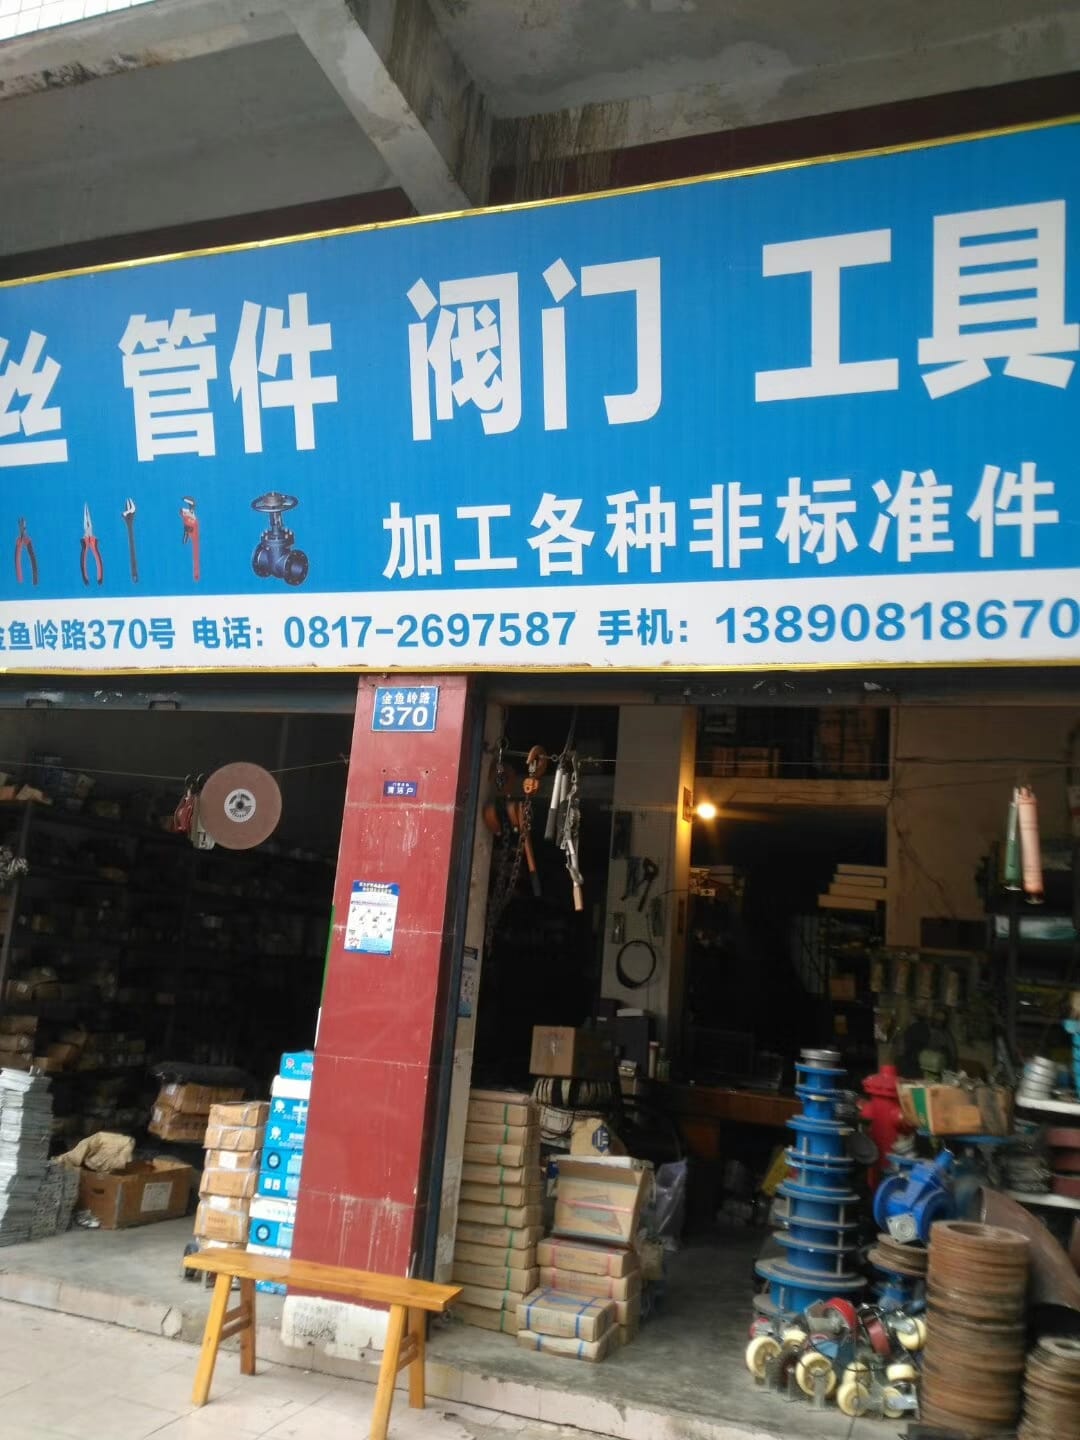 丝 管件 阀门 工具
加工各种非标准件
金鱼岭路370号 电话：0817-2697587 手机：13890818670
金鱼岭路
370